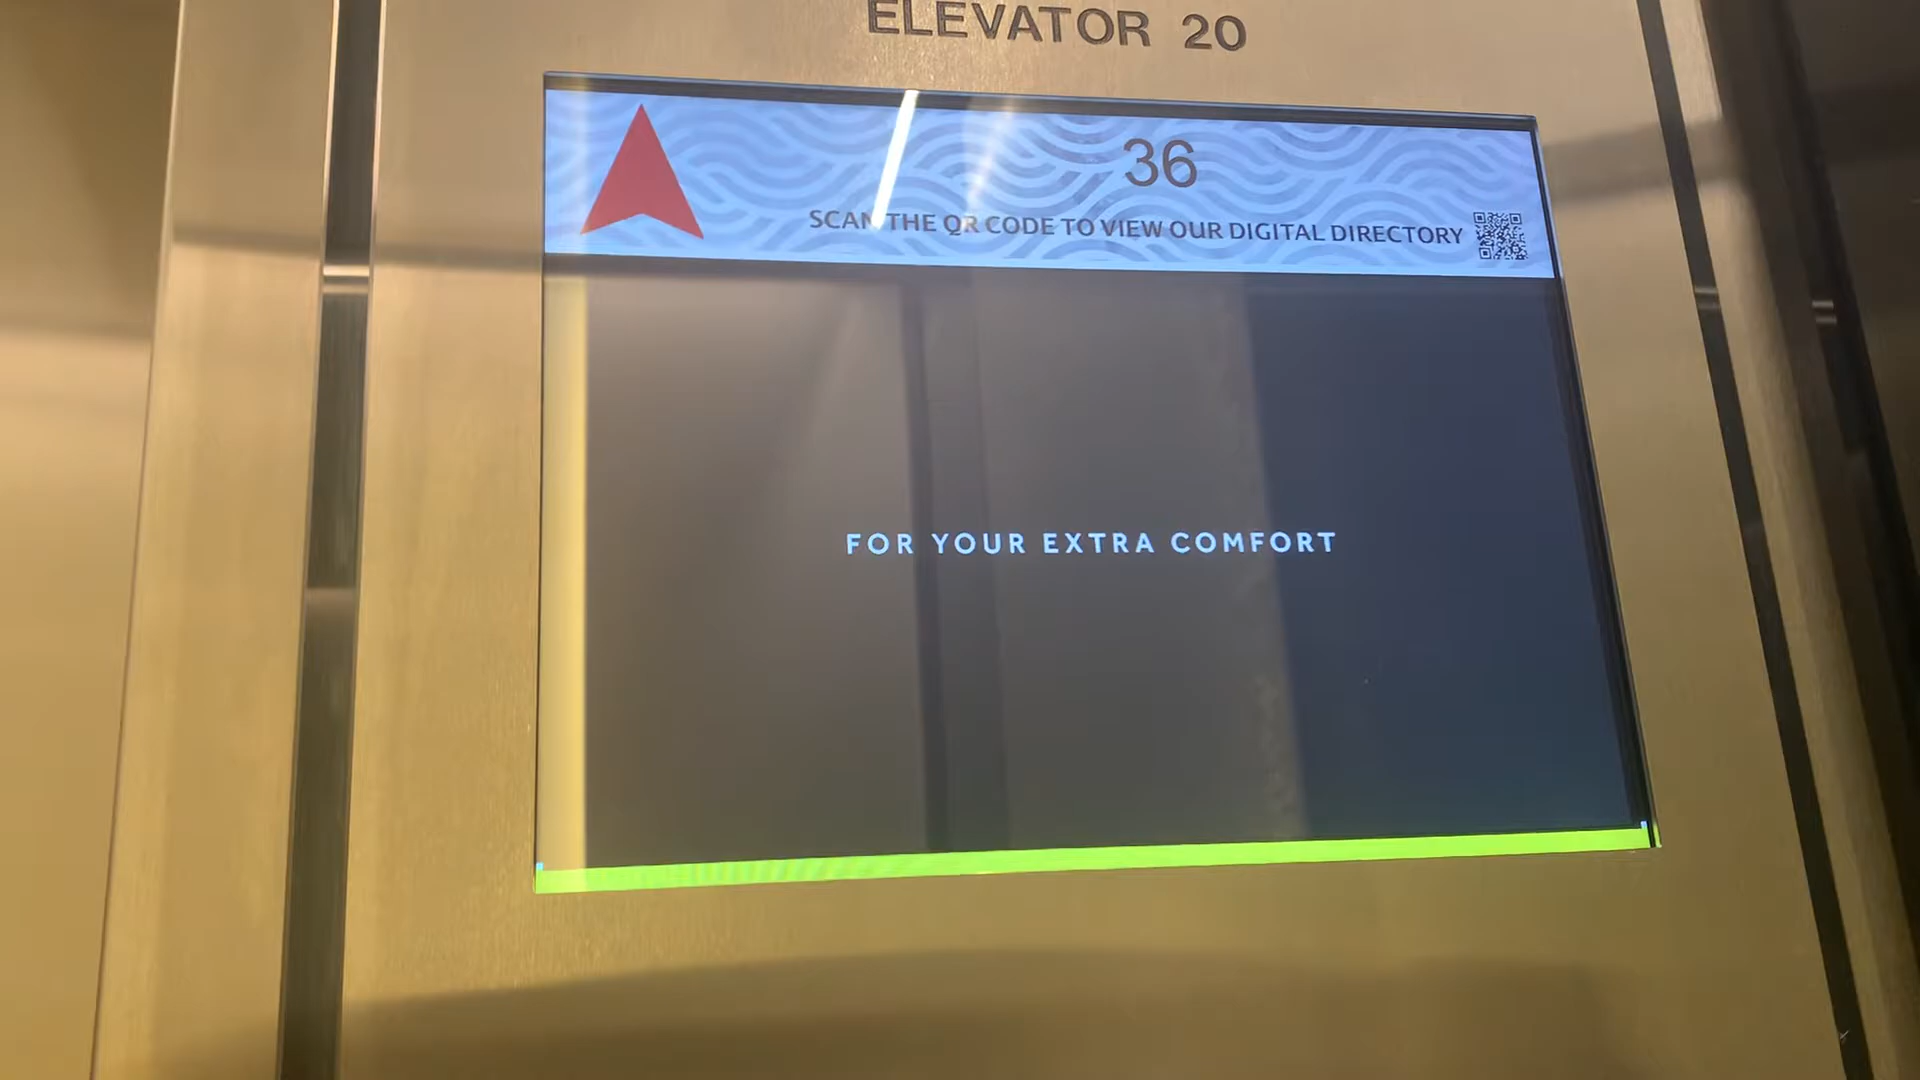 ELEVATOR 20
36
SCAN THE QR CODE TO VIEW OUR DIGITAL DIRECTORY
FOR YOUR EXTRA COMFORT